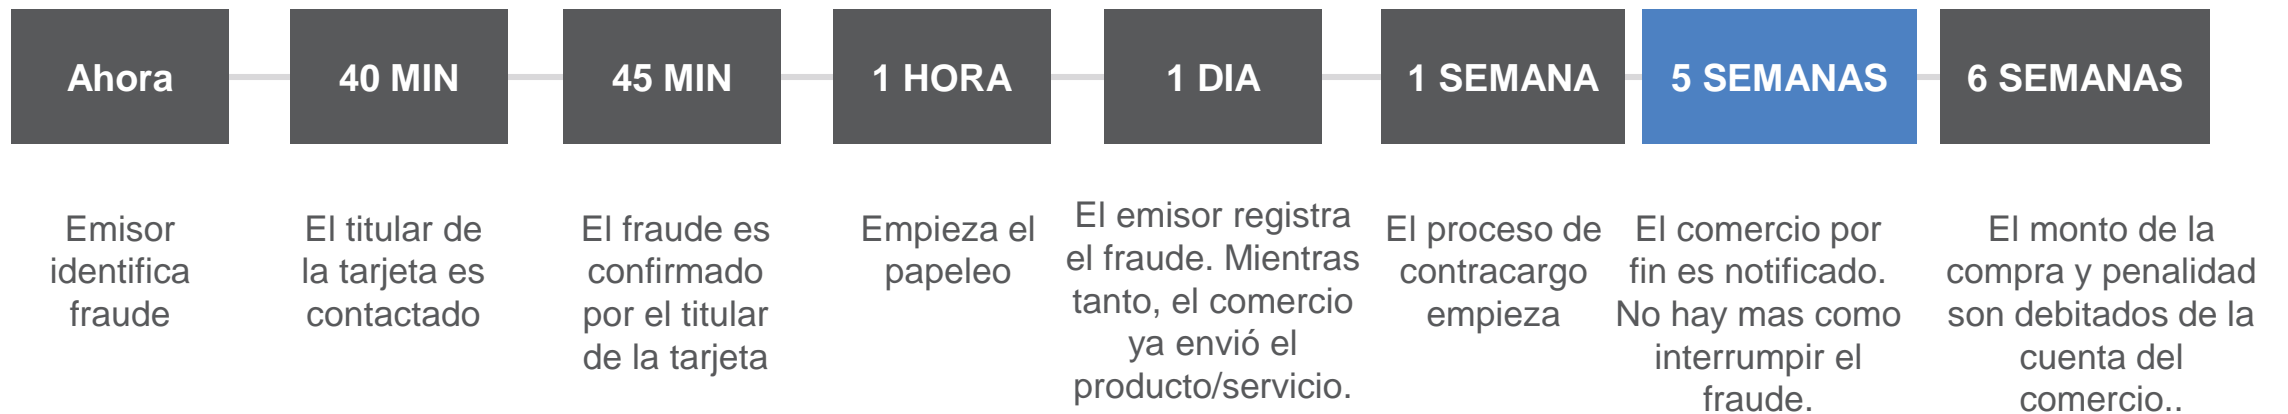 Ahora
40 MIN
45 MIN
1 HORA
1 DIA
1 SEMANA
5 SEMANAS
6 SEMANAS
Emisor
identifica
fraude
El titular de
la tarjeta es
contactado
El fraude es
confirmado
por el titular
de la tarjeta
Empieza el
papeleo
El emisor registra
el fraude. Mientras
tanto, el comercio
ya envió el
producto/servicio.
El proceso de
contracargo
empieza
El comercio por
fin es notificado.
No hay mas como
interrumpir el
fraude.
El monto de la
compra y penalidad
son debitados de la
cuenta del
comercio..